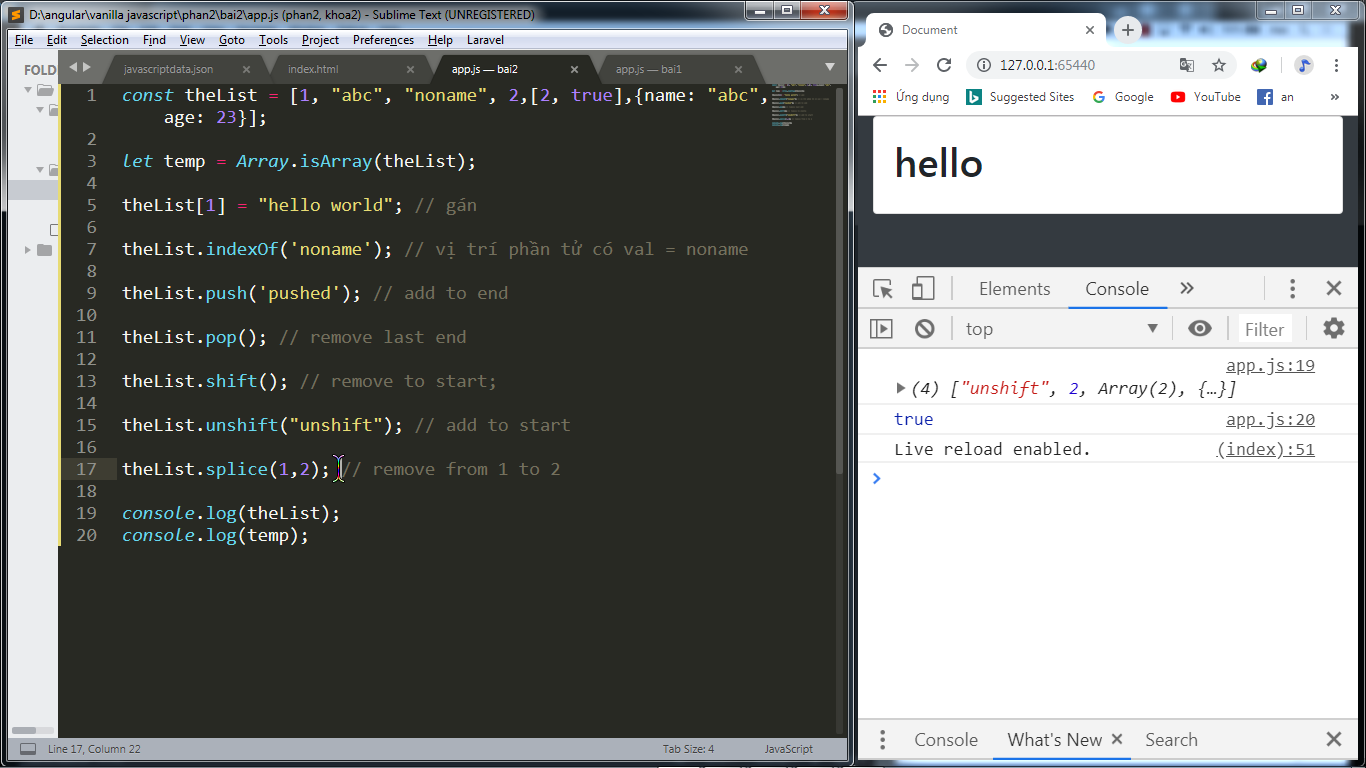 D:\angular\vanilla javascript\phan2\bai2\app.js (phan2, khoa2) - Sublime Text (UNREGISTERED)
File Edit Selection Find View Goto Tools Project Preferences Help Laravel
FOLD
javascriptdata.json index.html app.js — bai2 app.js — bai1
1 const theList = [1, "abc", "noname", 2,[2, true],{name: "abc",
age: 23}];
2
3 let temp = Array.isArray(theList);
4
5 theList[1] = "hello world"; // gán
6
7 theList.indexOf('noname'); // vị trí phần tử có val = noname
8
9 theList.push('pushed'); // add to end
10
11 theList.pop(); // remove last end
12
13 theList.shift(); // remove to start;
14
15 theList.unshift("unshift"); // add to start
16
17 theList.splice(1,2); // remove from 1 to 2
18
19 console.log(theList);
20 console.log(temp);
Line 17, Column 22 Tab Size: 4 JavaScript
Document
127.0.0.1:65440
Ứng dụng Suggested Sites Google YouTube an »
hello
Elements Console »
top Filter
app.js:19
(4) ["unshift", 2, Array(2), {…}]
true app.js:20
Live reload enabled. (index):51
Console What's New Search